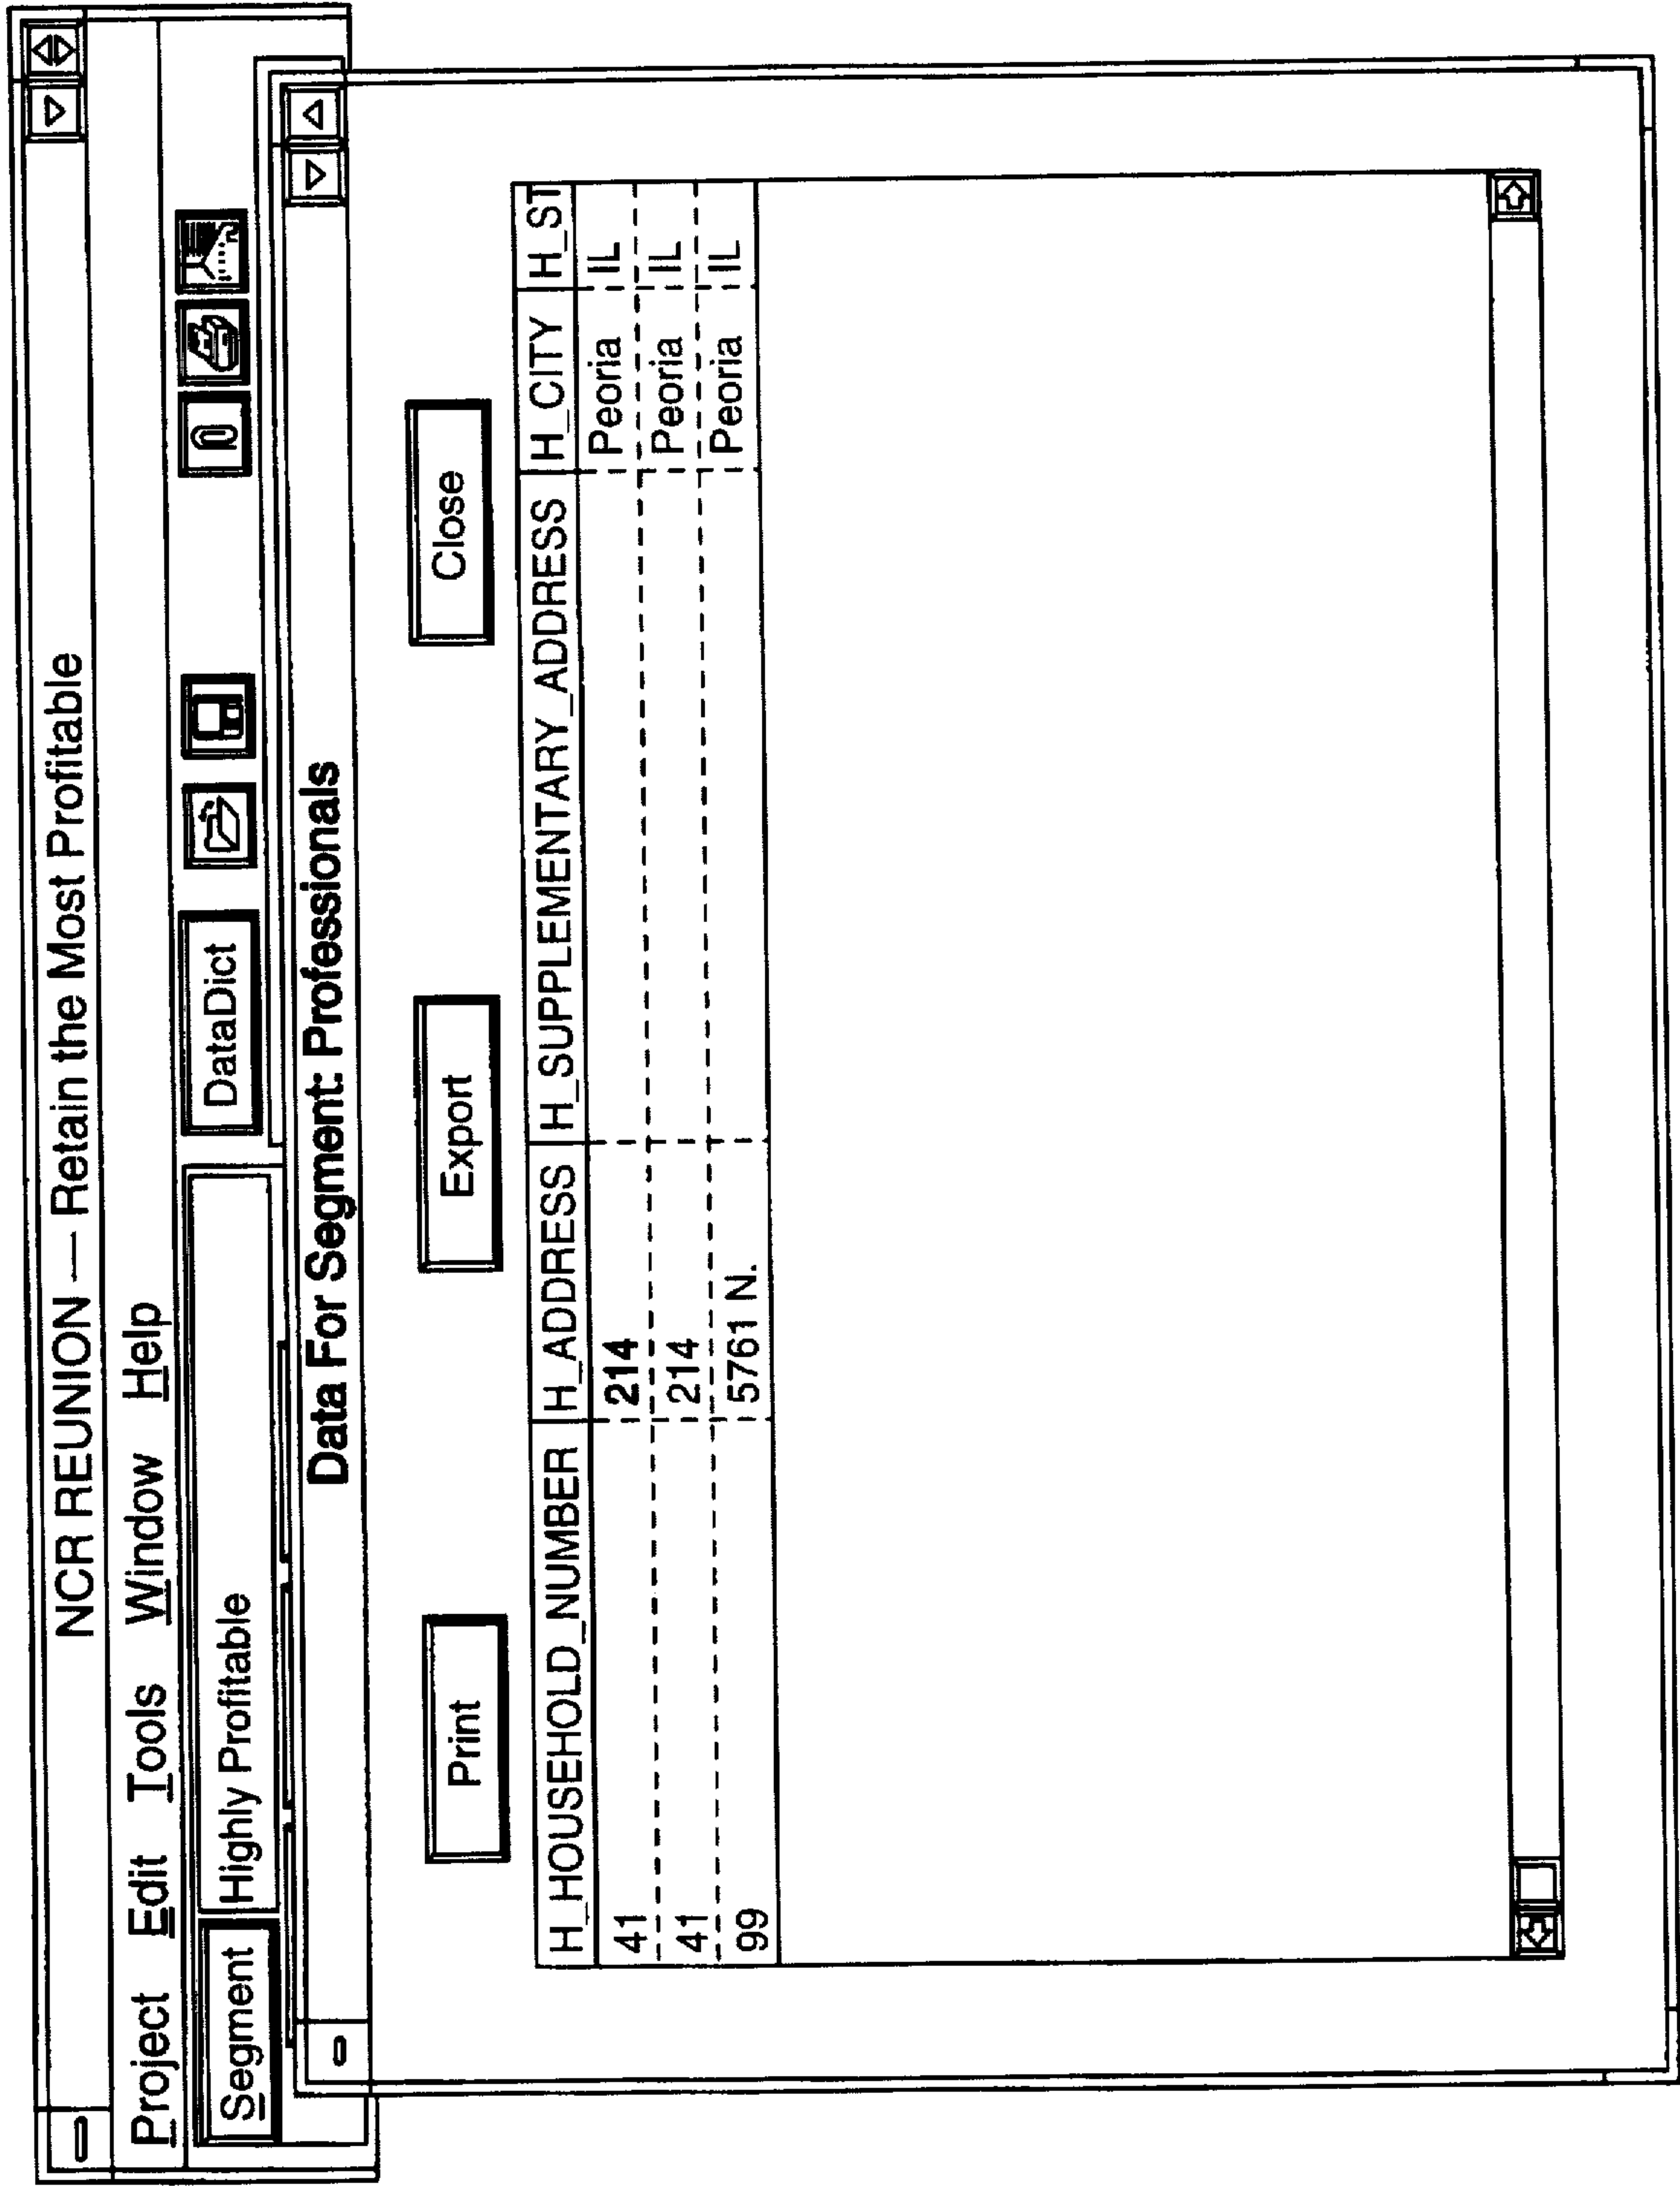 NCR REUNION — Retain the Most Profitable
Project Edit Tools Window Help
Segment Highly Profitable DataDict
Data For Segment: Professionals
Print Export Close
H_HOUSEHOLD_NUMBER H_ADDRESS H_SUPPLEMENTARY_ADDRESS H_CITY H_ST
41 214 Peoria IL
41 214 Peoria IL
99 5761 N. Peoria IL